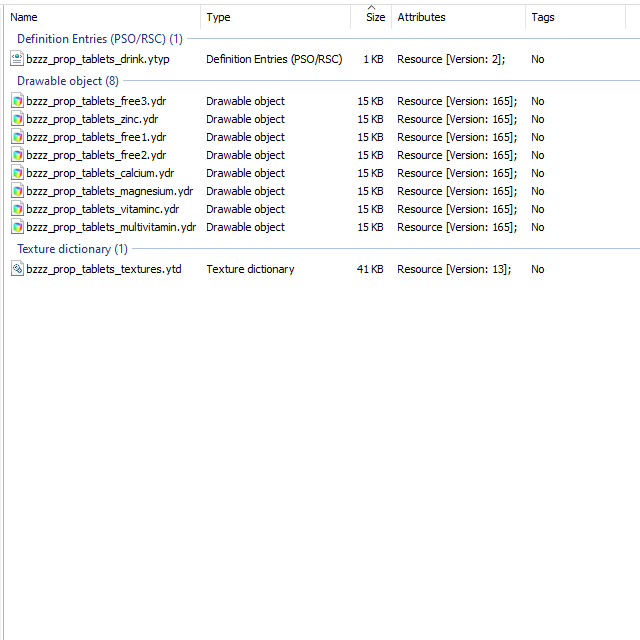 Name Type Size Attributes Tags
Definition Entries (PSO/RSC) (1)
bzzz_prop_tablets_drink.ytyp Definition Entries (PSO/RSC) 1 KB Resource [Version: 2]; No
Drawable object (8)
bzzz_prop_tablets_free3.ydr Drawable object 15 KB Resource [Version: 165]; No
bzzz_prop_tablets_zinc.ydr Drawable object 15 KB Resource [Version: 165]; No
bzzz_prop_tablets_free1.ydr Drawable object 15 KB Resource [Version: 165]; No
bzzz_prop_tablets_free2.ydr Drawable object 15 KB Resource [Version: 165]; No
bzzz_prop_tablets_calcium.ydr Drawable object 15 KB Resource [Version: 165]; No
bzzz_prop_tablets_magnesium.ydr Drawable object 15 KB Resource [Version: 165]; No
bzzz_prop_tablets_vitaminc.ydr Drawable object 15 KB Resource [Version: 165]; No
bzzz_prop_tablets_multivitamin.ydr Drawable object 15 KB Resource [Version: 165]; No
Texture dictionary (1)
bzzz_prop_tablets_textures.ytd Texture dictionary 41 KB Resource [Version: 13]; No